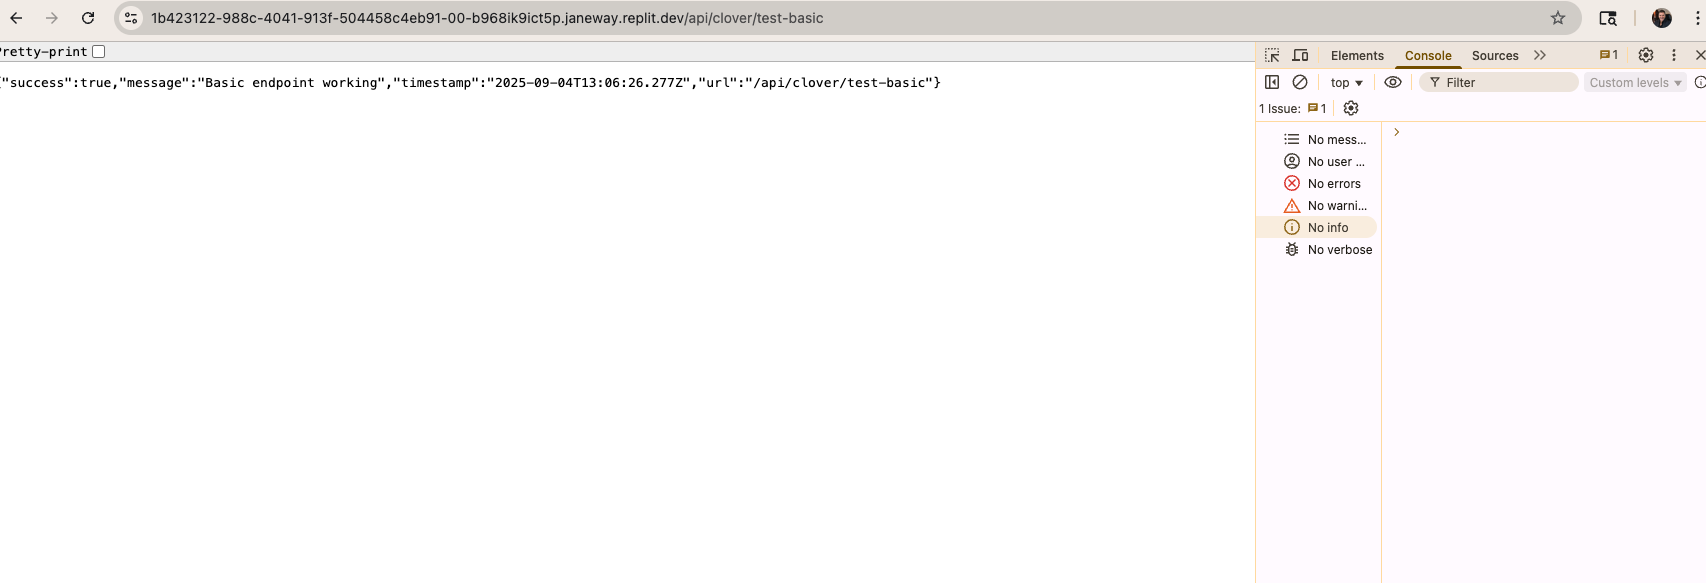 1b423122-988c-4041-913f-504458c4eb91-00-b968ik9ict5p.janeway.replit.dev/api/clover/test-basic
Pretty-print
{"success":true,"message":"Basic endpoint working","timestamp":"2025-09-04T13:06:26.277Z","url":"/api/clover/test-basic"}
Elements Console Sources 1
top Filter Custom levels
1 Issue: 1
No mess...
No user ...
No errors
No warni...
No info
No verbose